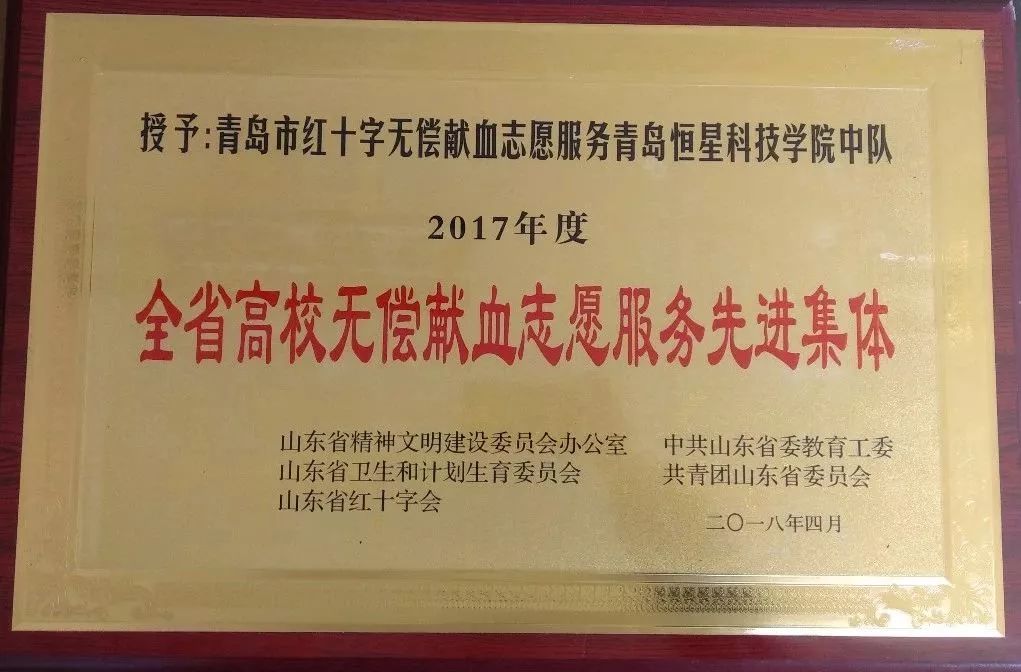 授予:青岛市红十字无偿献血志愿服务青岛恒星科技学院中队
2017年度
全省高校无偿献血志愿服务先进集体
山东省精神文明建设委员会办公室 中共山东省委教育工委
山东省卫生和计划生育委员会 共青团山东省委员会
山东省红十字会
二〇一八年四月